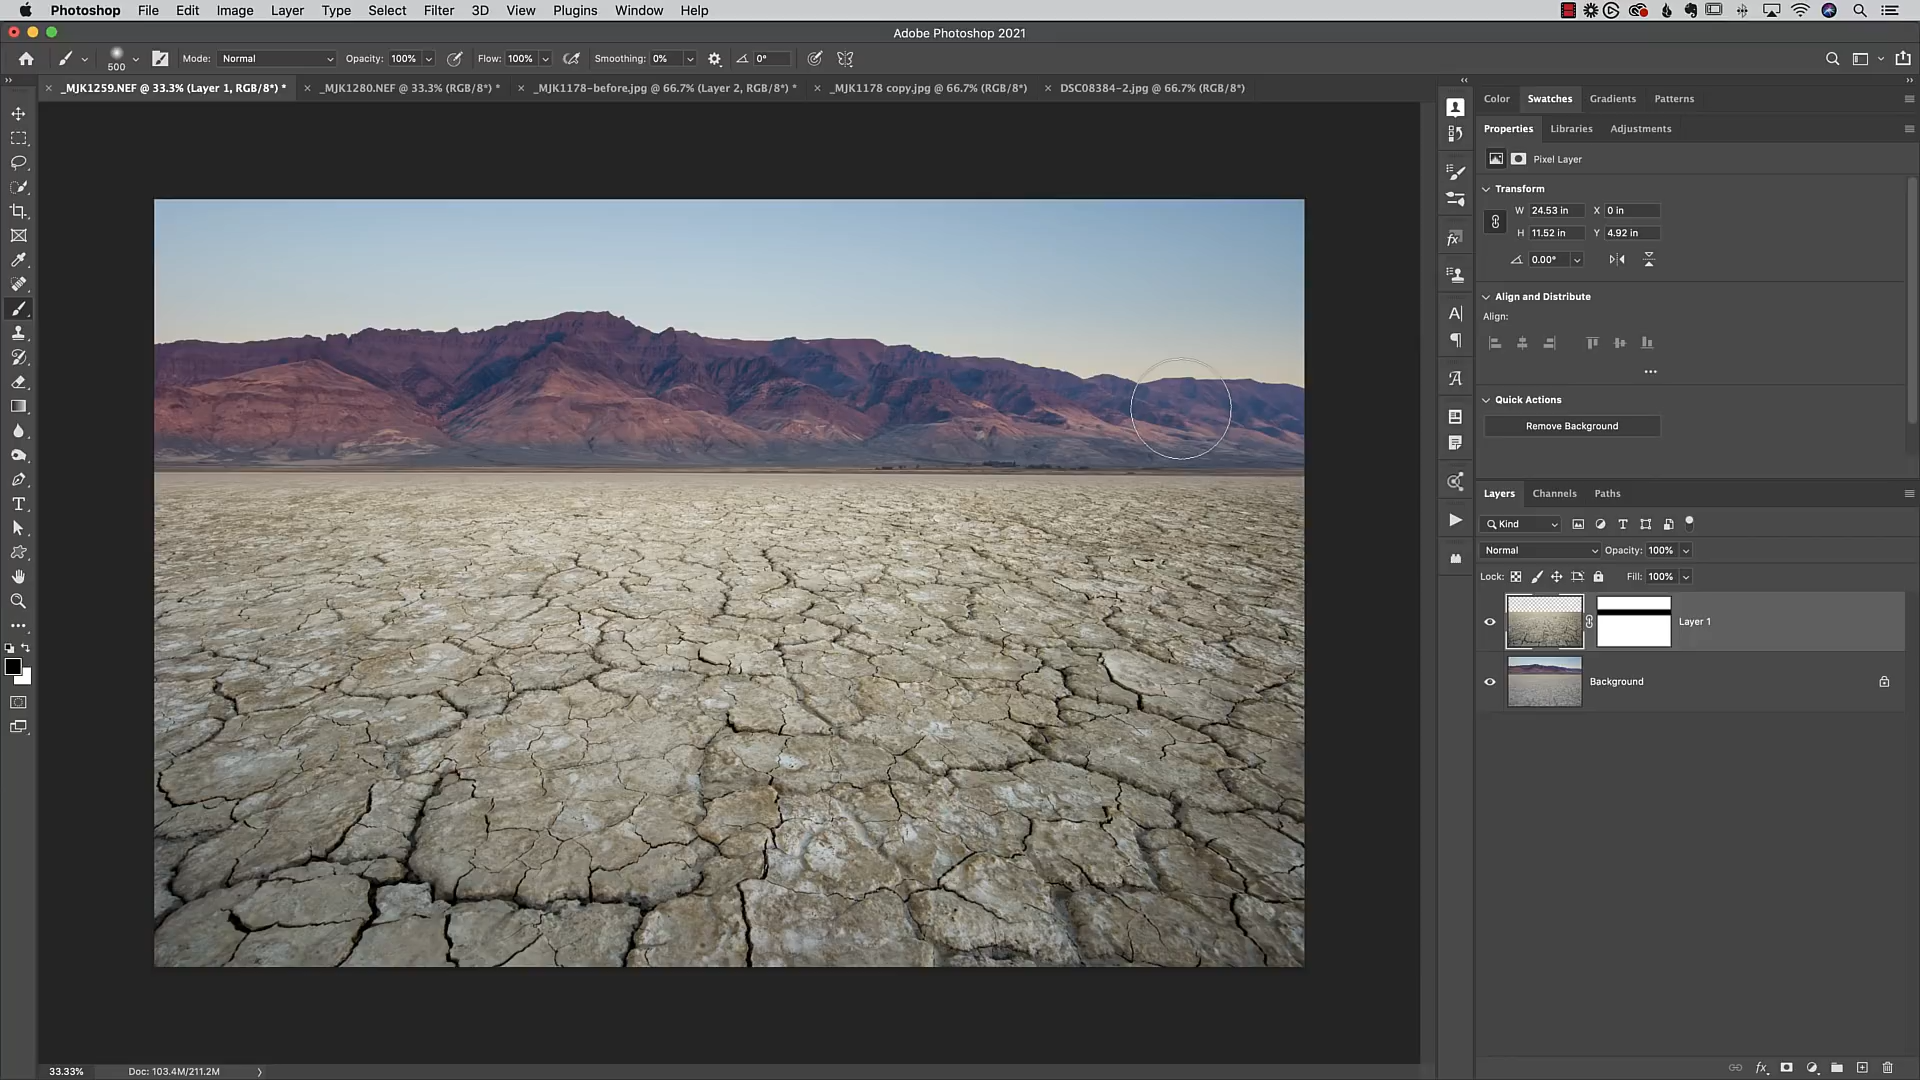 Photoshop File Edit Image Layer Type Select Filter 3D View Plugins Window Help
Adobe Photoshop 2021
500 Mode: Normal Opacity: 100% Flow: 100% Smoothing: 0% 0°
_MJK1259.NEF @ 33.3% (Layer 1, RGB/8*) * _MJK1280.NEF @ 33.3% (RGB/8*) * _MJK1178-before.jpg @ 66.7% (Layer 2, RGB/8*) * _MJK1178 copy.jpg @ 66.7% (RGB/8*) DSC08384-2.jpg @ 66.7% (RGB/8*)
Color Swatches Gradients Patterns
Properties Libraries Adjustments
Pixel Layer
Transform
W 24.53 in X 0 in
H 11.52 in Y 4.92 in
0.00°
Align and Distribute
Align:
Quick Actions
Remove Background
Layers Channels Paths
Kind
Normal Opacity: 100%
Lock: Fill: 100%
Layer 1
Background
33.33% Doc: 103.4M/211.2M